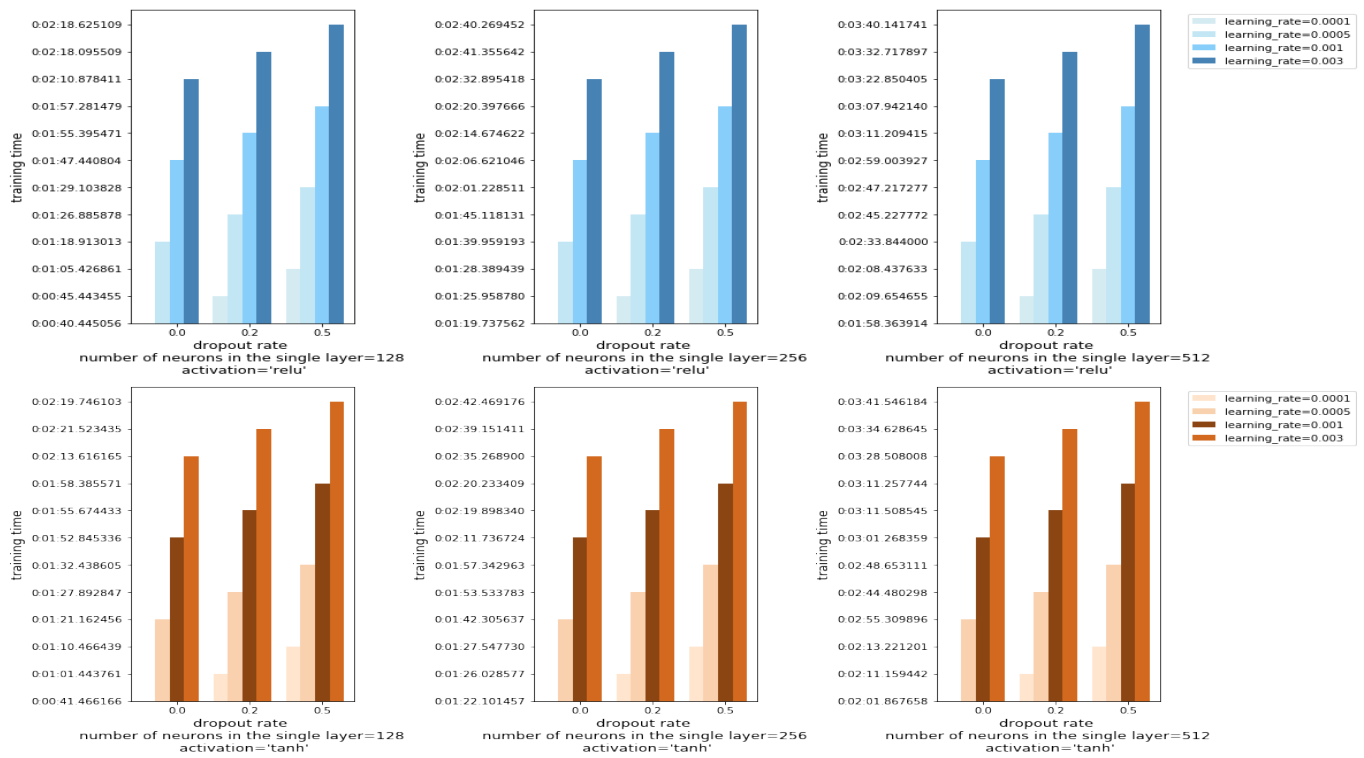 0:02:18.625109
0:02:18.095509
0:02:10.878411
0:01:57.281479
0:01:55.395471
0:01:47.440804
0:01:29.103828
0:01:26.885878
0:01:18.913013
0:01:05.426861
0:00:45.443455
0:00:40.445056
training time
0.0 0.2 0.5
dropout rate
number of neurons in the single layer=128
activation='relu'
0:02:40.269452
0:02:41.355642
0:02:32.895418
0:02:20.397666
0:02:14.674622
0:02:06.621046
0:02:01.228511
0:01:45.118131
0:01:39.959193
0:01:28.389439
0:01:25.958780
0:01:19.737562
training time
0.0 0.2 0.5
dropout rate
number of neurons in the single layer=256
activation='relu'
0:03:40.141741
0:03:32.717897
0:03:22.850405
0:03:07.942140
0:03:11.209415
0:02:59.003927
0:02:47.217277
0:02:45.227772
0:02:33.844000
0:02:08.437633
0:02:09.654655
0:01:58.363914
training time
0.0 0.2 0.5
dropout rate
number of neurons in the single layer=512
activation='relu'
learning_rate=0.0001
learning_rate=0.0005
learning_rate=0.001
learning_rate=0.003
0:02:19.746103
0:02:21.523435
0:02:13.616165
0:01:58.385571
0:01:55.674433
0:01:52.845336
0:01:32.438605
0:01:27.892847
0:01:21.162456
0:01:10.466439
0:01:01.443761
0:00:41.466166
training time
0.0 0.2 0.5
dropout rate
number of neurons in the single layer=128
activation='tanh'
0:02:42.469176
0:02:39.151411
0:02:35.268900
0:02:20.233409
0:02:19.898340
0:02:11.736724
0:01:57.342963
0:01:53.533783
0:01:42.305637
0:01:27.547730
0:01:26.028577
0:01:22.101457
training time
0.0 0.2 0.5
dropout rate
number of neurons in the single layer=256
activation='tanh'
0:03:41.546184
0:03:34.628645
0:03:28.508008
0:03:11.257744
0:03:11.508545
0:03:01.268359
0:02:48.653111
0:02:44.480298
0:02:55.309896
0:02:13.221201
0:02:11.159442
0:02:01.867658
training time
0.0 0.2 0.5
dropout rate
number of neurons in the single layer=512
activation='tanh'
learning_rate=0.0001
learning_rate=0.0005
learning_rate=0.001
learning_rate=0.003